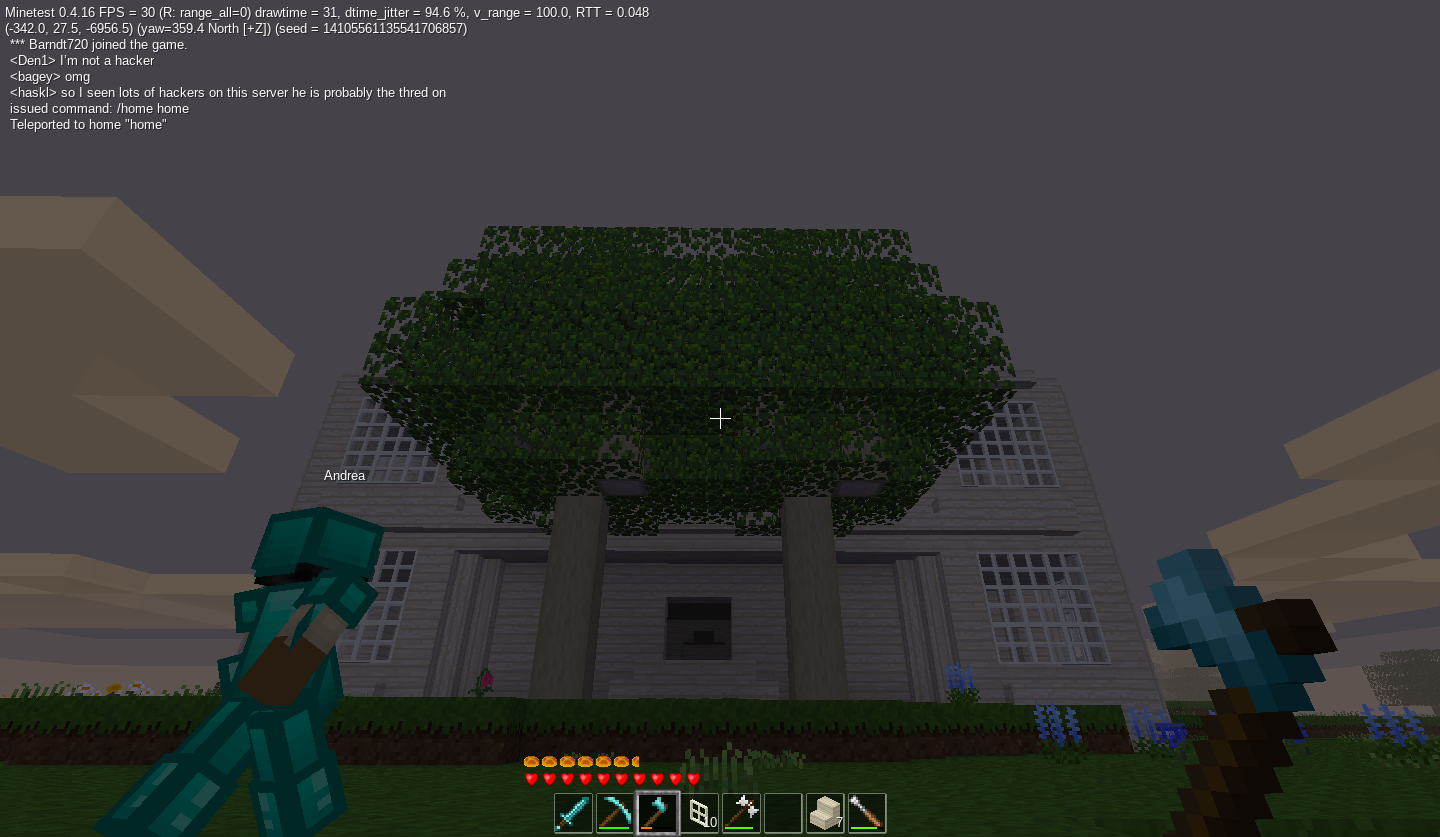 Minetest 0.4.16 FPS = 30 (R: range_all=0) drawtime = 31, dtime_jitter = 94.6 %, v_range = 100.0, RTT = 0.048
(-342.0, 27.5, -6956.5) (yaw=359.4 North [+Z]) (seed = 14105561135541706857)
*** Barndt720 joined the game.
<Den1> I'm not a hacker
<bagey> omg
<haskl> so I seen lots of hackers on this server he is probably the thred on
issued command: /home home
Teleported to home "home"
Andrea
10
7